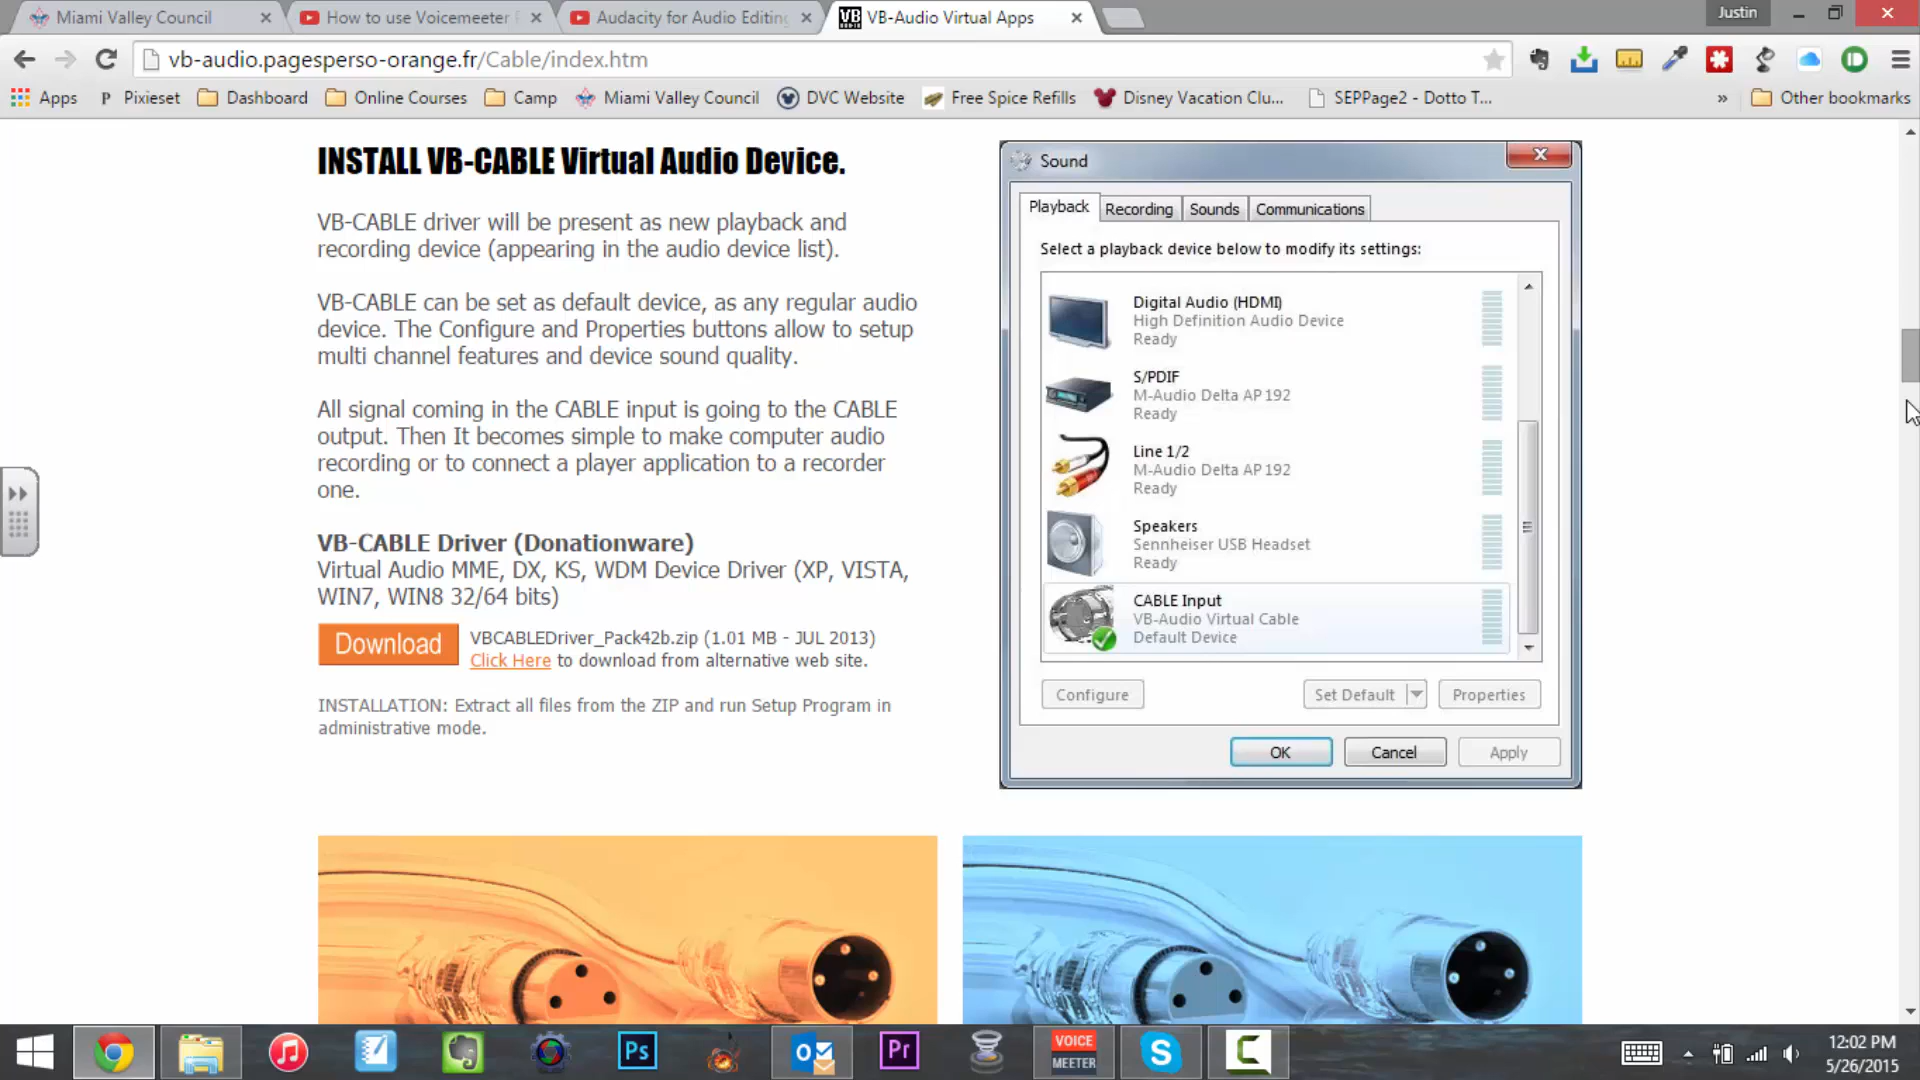 Miami Valley Council
How to use Voicemeeter
Audacity for Audio Editing
VB-Audio Virtual Apps
Justin
vb-audio.pagesperso-orange.fr/Cable/index.htm
Apps
Pixieset
Dashboard
Online Courses
Camp
Miami Valley Council
DVC Website
Free Spice Refills
Disney Vacation Clu...
SEPPage2 - Dotto T...
»
Other bookmarks
INSTALL VB-CABLE Virtual Audio Device.
VB-CABLE driver will be present as new playback and
recording device (appearing in the audio device list).
VB-CABLE can be set as default device, as any regular audio
device. The Configure and Properties buttons allow to setup
multi channel features and device sound quality.
All signal coming in the CABLE input is going to the CABLE
output. Then It becomes simple to make computer audio
recording or to connect a player application to a recorder
one.
VB-CABLE Driver (Donationware)
Virtual Audio MME, DX, KS, WDM Device Driver (XP, VISTA,
WIN7, WIN8 32/64 bits)
Download
VBCABLEDriver_Pack42b.zip (1.01 MB - JUL 2013)
Click Here to download from alternative web site.
INSTALLATION: Extract all files from the ZIP and run Setup Program in
administrative mode.
Sound
Playback
Recording
Sounds
Communications
Select a playback device below to modify its settings:
Digital Audio (HDMI)
High Definition Audio Device
Ready
S/PDIF
M-Audio Delta AP 192
Ready
Line 1/2
M-Audio Delta AP 192
Ready
Speakers
Sennheiser USB Headset
Ready
CABLE Input
VB-Audio Virtual Cable
Default Device
Configure
Set Default
Properties
OK
Cancel
Apply
Ps
Pr
VOICE
MEETER
12:02 PM
5/26/2015